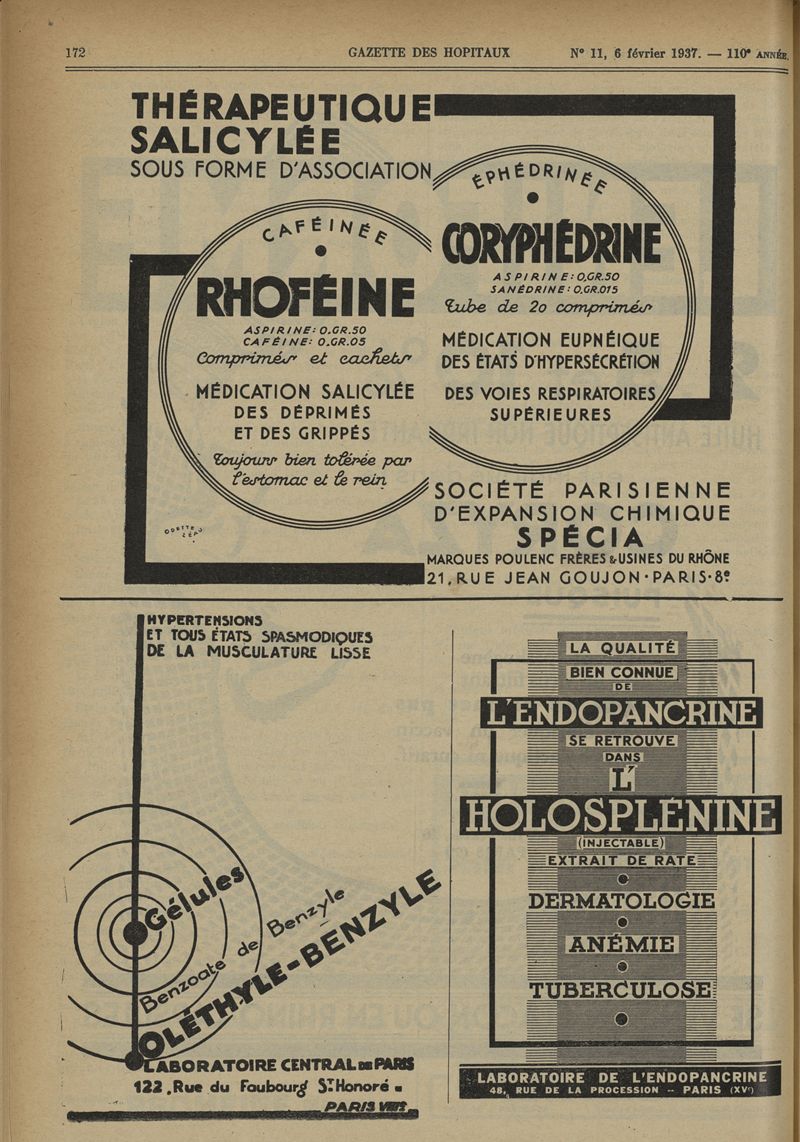 172
GAZETTE DES HOPITAUX
N° 11, 6 février 1937. — 110e ANNÉE.
THÉRAPEUTIQUE
SALICYLÉE
SOUS FORME D'ASSOCIATION
CAFÉINÉE
RHOFÉINE
ASPIRINE: 0.GR.50
CAFÉINE: 0.GR.05
Comprimés et cachets
MÉDICATION SALICYLÉE
DES DÉPRIMÉS
ET DES GRIPPÉS
Toujours bien tolérée par
l'estomac et le rein
ÉPHÉDRINÉE
CORYPHÉDRINE
ASPIRINE: 0,GR.50
SANÉDRINE: 0,GR.015
Tube de 20 comprimés
MÉDICATION EUPNÉIQUE
DES ÉTATS D'HYPERSÉCRÉTION
DES VOIES RESPIRATOIRES
SUPÉRIEURES
ODETTE
LÉP
SOCIÉTÉ PARISIENNE
D'EXPANSION CHIMIQUE
SPÉCIA
MARQUES POULENC FRÈRES & USINES DU RHÔNE
21, RUE JEAN GOUJON · PARIS · 8e
HYPERTENSIONS
ET TOUS ÉTATS SPASMODIQUES
DE LA MUSCULATURE LISSE
Gélules
Benzoate de Benzyle
OLÉTHYLE-BENZYLE
LABORATOIRE CENTRAL DE PARIS
122, Rue du Faubourg St Honoré
PARIS VIIIe
LA QUALITÉ
BIEN CONNUE
DE
L'ENDOPANCRINE
SE RETROUVE
DANS
L'
HOLOSPLÉNINE
(INJECTABLE)
EXTRAIT DE RATE
DERMATOLOGIE
ANÉMIE
TUBERCULOSE
LABORATOIRE DE L'ENDOPANCRINE
48, RUE DE LA PROCESSION -- PARIS (XVe)